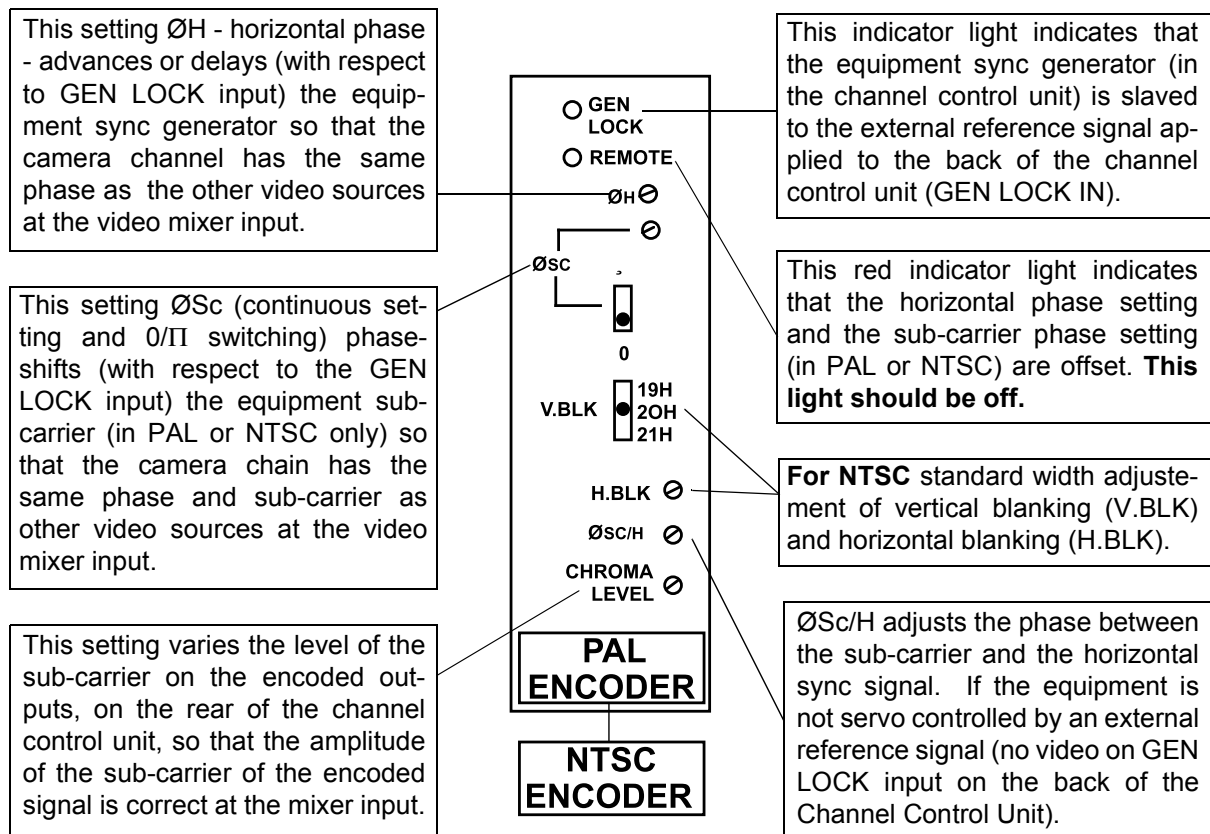 This setting ØH - horizontal phase
- advances or delays (with respect
to GEN LOCK input) the equip-
ment sync generator so that the
camera channel has the same
phase as the other video sources
at the video mixer input.
This setting ØSc (continuous set-
ting and 0/Π switching) phase-
shifts (with respect to the GEN
LOCK input) the equipment sub-
carrier (in PAL or NTSC only) so
that the camera chain has the
same phase and sub-carrier as
other video sources at the video
mixer input.
This setting varies the level of the
sub-carrier on the encoded out-
puts, on the rear of the channel
control unit, so that the amplitude
of the sub-carrier of the encoded
signal is correct at the mixer input.
GEN
LOCK
REMOTE
ØH
ØSC
0
V.BLK
19H
2OH
21H
H.BLK
ØSC/H
CHROMA
LEVEL
PAL
ENCODER
NTSC
ENCODER
This indicator light indicates that
the equipment sync generator (in
the channel control unit) is slaved
to the external reference signal ap-
plied to the back of the channel
control unit (GEN LOCK IN).
This red indicator light indicates
that the horizontal phase setting
and the sub-carrier phase setting
(in PAL or NTSC) are offset. This
light should be off.
For NTSC standard width adjuste-
ment of vertical blanking (V.BLK)
and horizontal blanking (H.BLK).
ØSc/H adjusts the phase between
the sub-carrier and the horizontal
sync signal. If the equipment is
not servo controlled by an external
reference signal (no video on GEN
LOCK input on the back of the
Channel Control Unit).